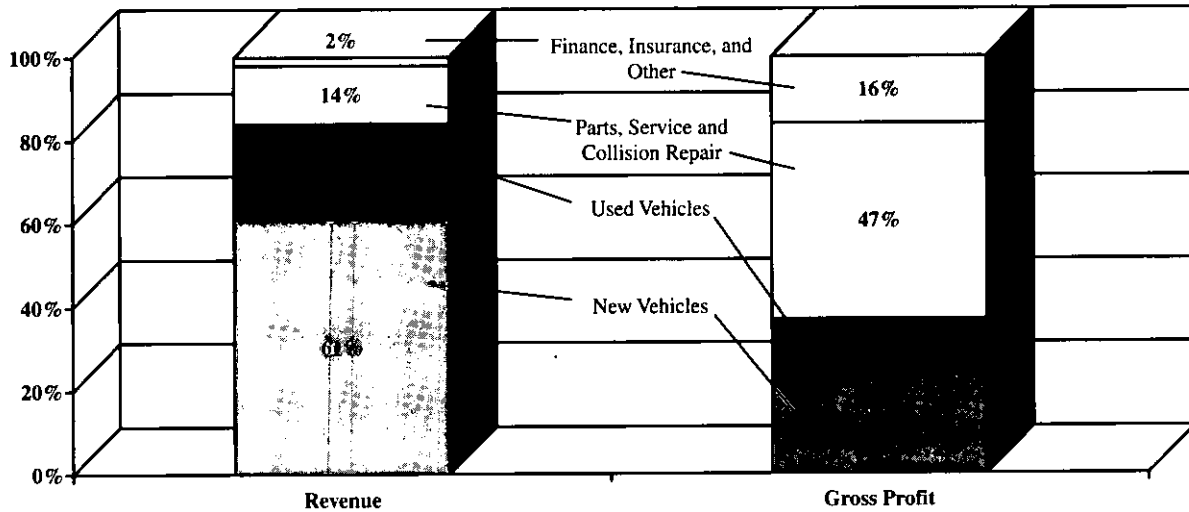 2%
Finance, Insurance, and
Other
100%
14%
16%
Parts, Service and
Collision Repair
80%
Used Vehicles
47%
60%
New Vehicles
40%
61%
20%
0%
Revenue
Gross Profit